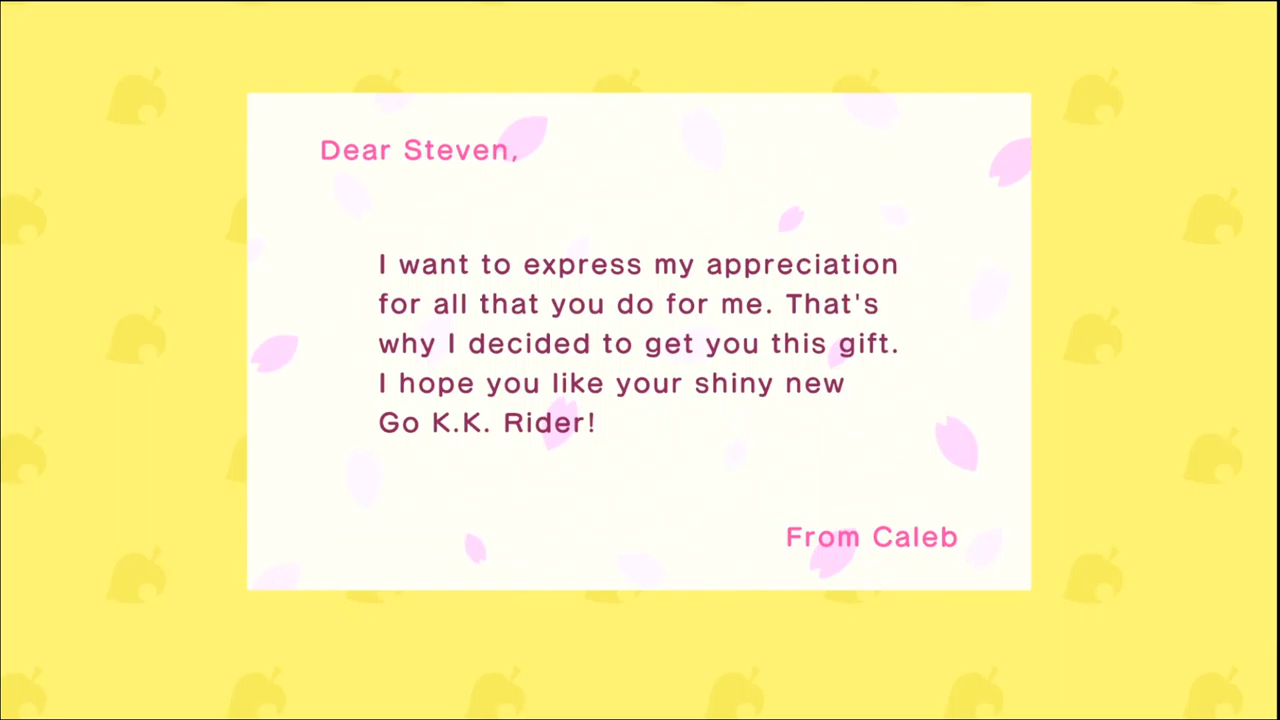 Dear Steven,
I want to express my appreciation
for all that you do for me. That's
why I decided to get you this gift.
I hope you like your shiny new
Go K.K. Rider!
From Caleb